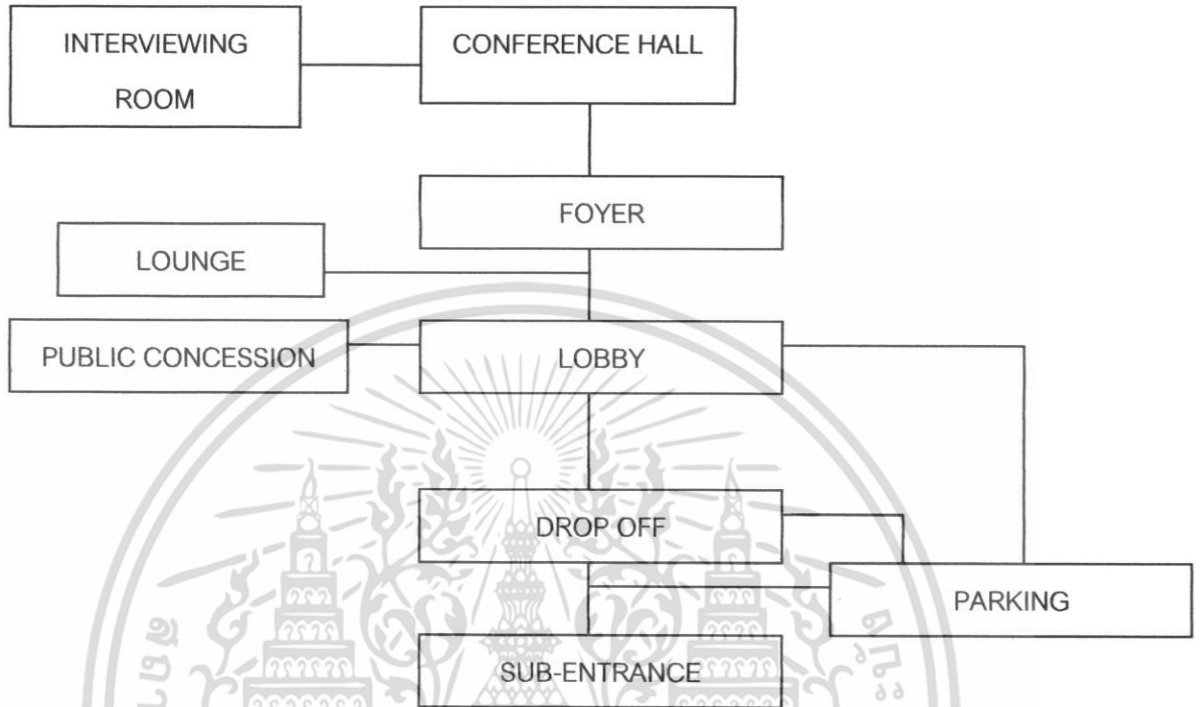 INTERVIEWING
ROOM
CONFERENCE HALL
FOYER
LOUNGE
PUBLIC CONCESSION
LOBBY
DROP OFF
PARKING
SUB-ENTRANCE